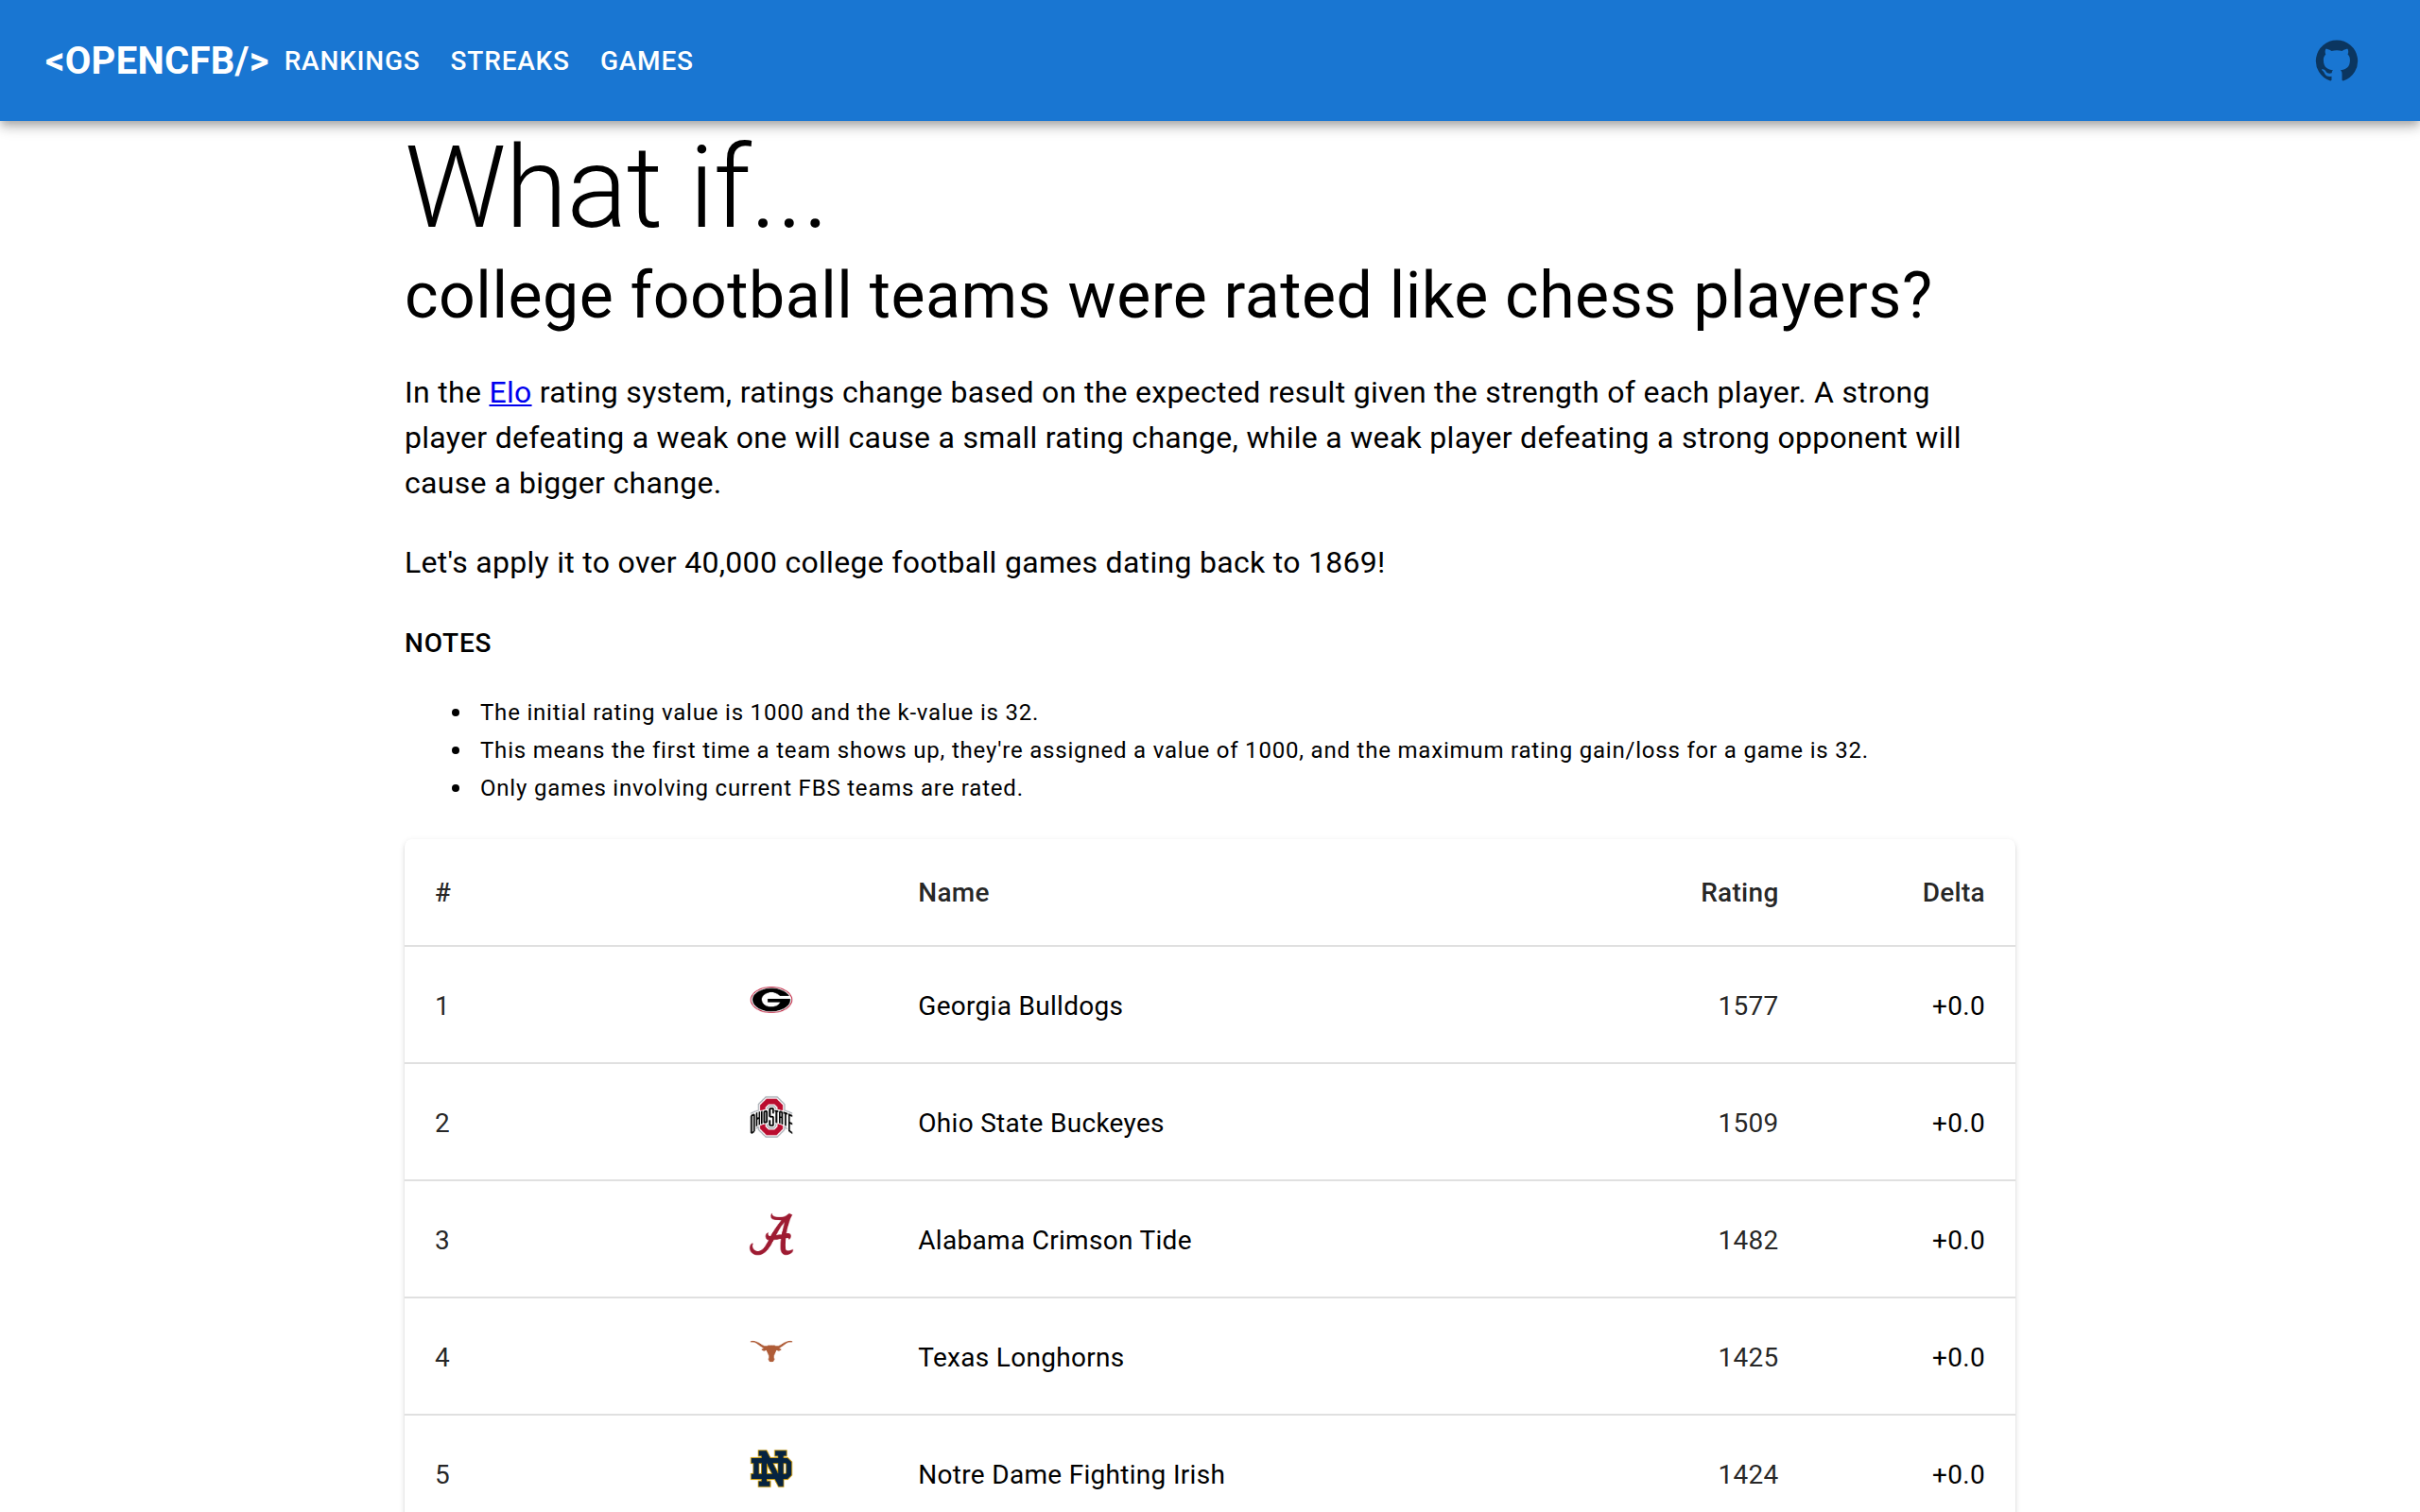 <OPENCFB/> RANKINGS STREAKS GAMES
What if...
college football teams were rated like chess players?
In the Elo rating system, ratings change based on the expected result given the strength of each player. A strong
player defeating a weak one will cause a small rating change, while a weak player defeating a strong opponent will
cause a bigger change.
Let's apply it to over 40,000 college football games dating back to 1869!
NOTES
• The initial rating value is 1000 and the k-value is 32.
• This means the first time a team shows up, they're assigned a value of 1000, and the maximum rating gain/loss for a game is 32.
• Only games involving current FBS teams are rated.
# Name Rating Delta
1 G Georgia Bulldogs 1577 +0.0
2 OHIO STATE Ohio State Buckeyes 1509 +0.0
3 A Alabama Crimson Tide 1482 +0.0
4 Texas Longhorns 1425 +0.0
5 ND Notre Dame Fighting Irish 1424 +0.0